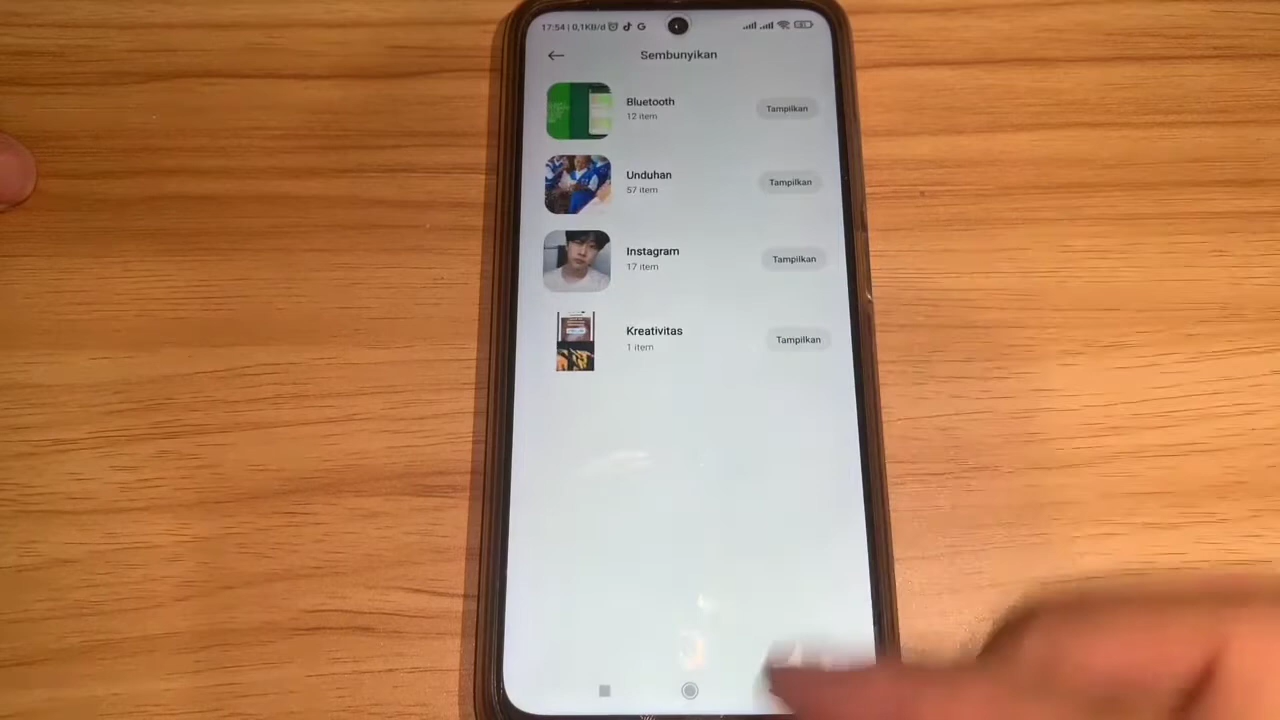 17:54 | 0,1KB/d
Sembunyikan
Bluetooth
12 item
Tampilkan
Unduhan
57 item
Tampilkan
Instagram
17 item
Tampilkan
Kreativitas
1 item
Tampilkan